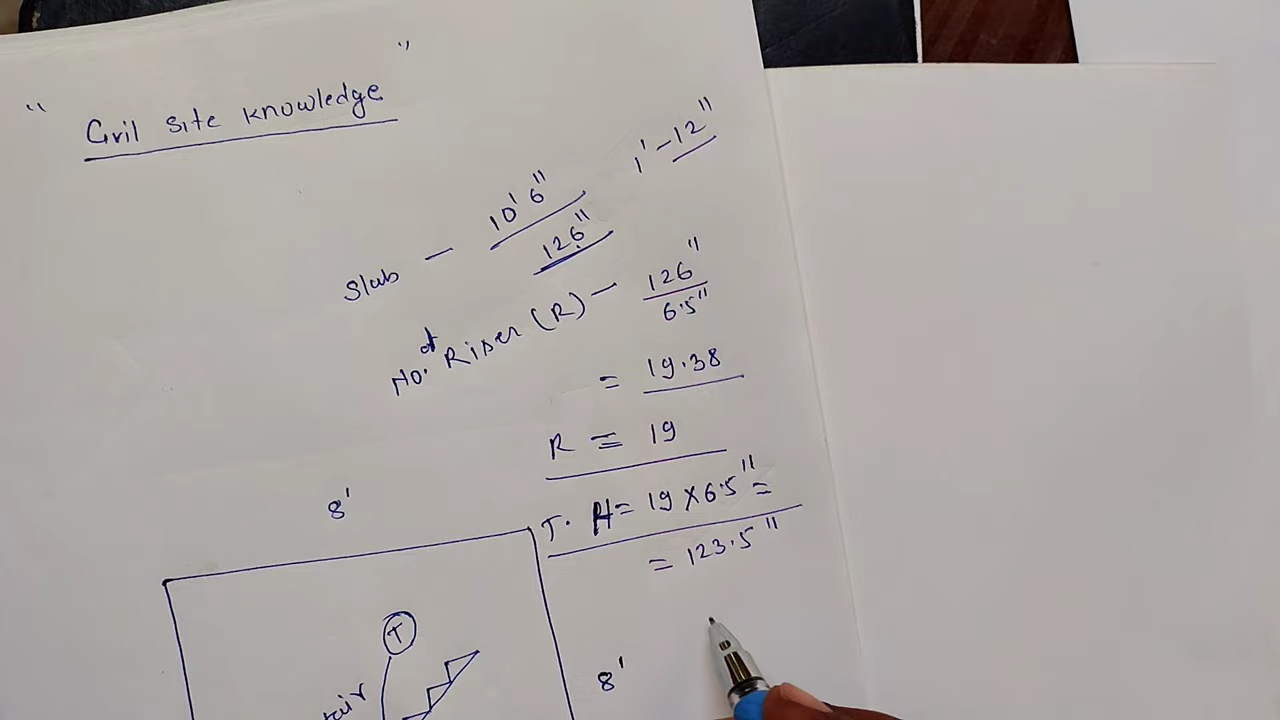 " Civil site knowledge "
Slab — 10' 6" 1' - 12"
126"
No. of Riser (R) — 126"
6.5"
= 19.38
R = 19
T. H = 19 × 6.5" =
= 123.5"
8'
T
8'